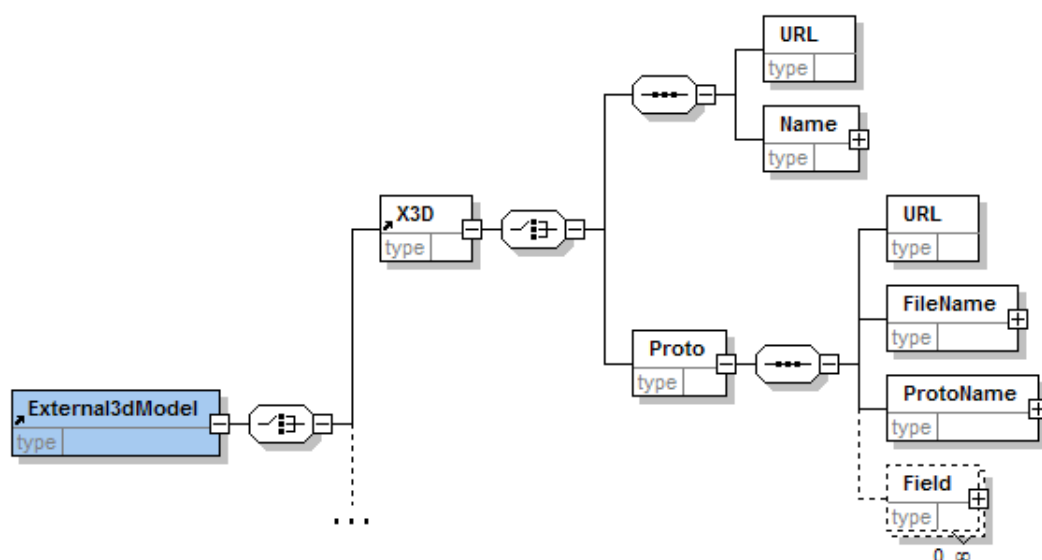 URL
type
Name
type
X3D
type
URL
type
FileName
type
Proto
type
External3dModel
type
ProtoName
type
Field
type
...
0 ∞